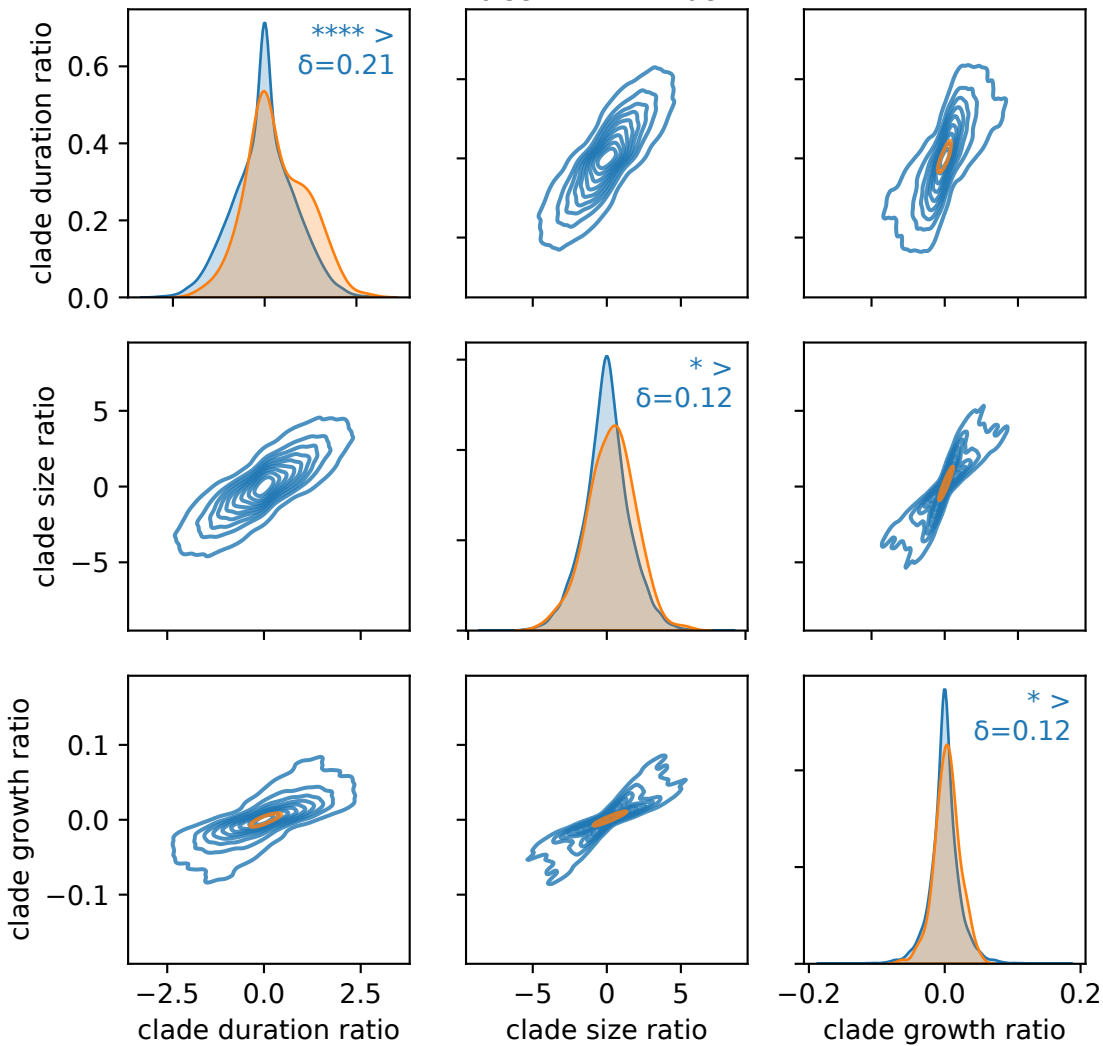 clade duration ratio
0.6
0.4
0.2
0.0
**** >
δ=0.21
clade size ratio
5
0
−5
* >
δ=0.12
clade growth ratio
0.1
0.0
−0.1
* >
δ=0.12
−2.5 0.0 2.5
−5 0 5
−0.2 0.0 0.2
clade duration ratio
clade size ratio
clade growth ratio